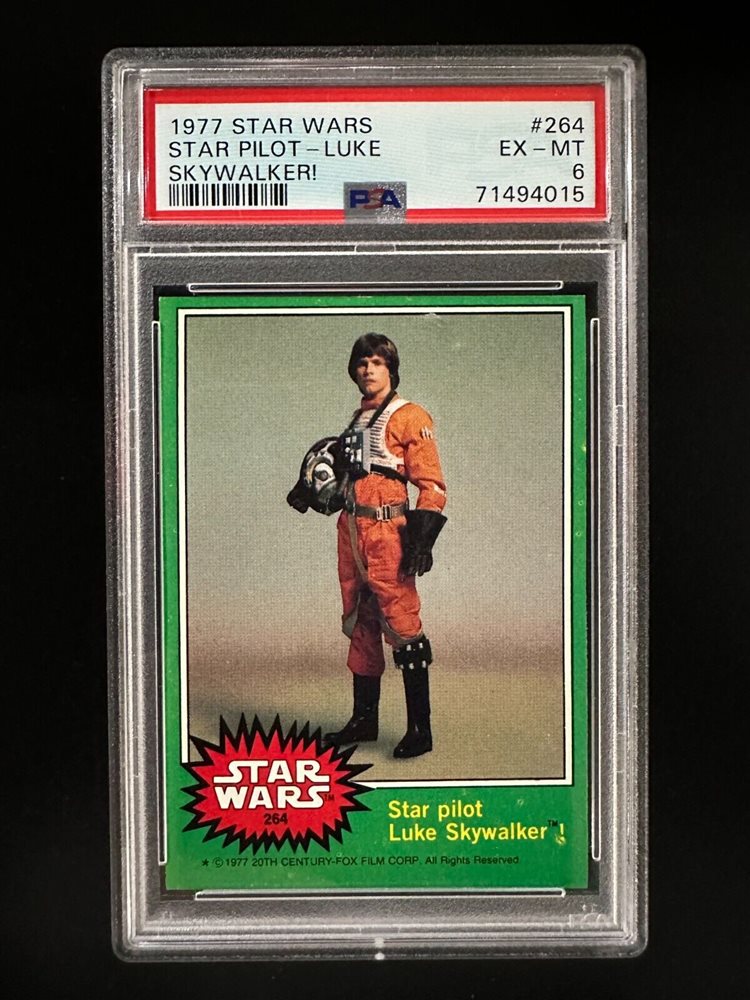 1977 STAR WARS #264
STAR PILOT-LUKE EX-MT
SKYWALKER! 6
PSA 71494015
STAR
WARS™
264
Star pilot
Luke Skywalker™!
* © 1977 20TH CENTURY-FOX FILM CORP. All Rights Reserved